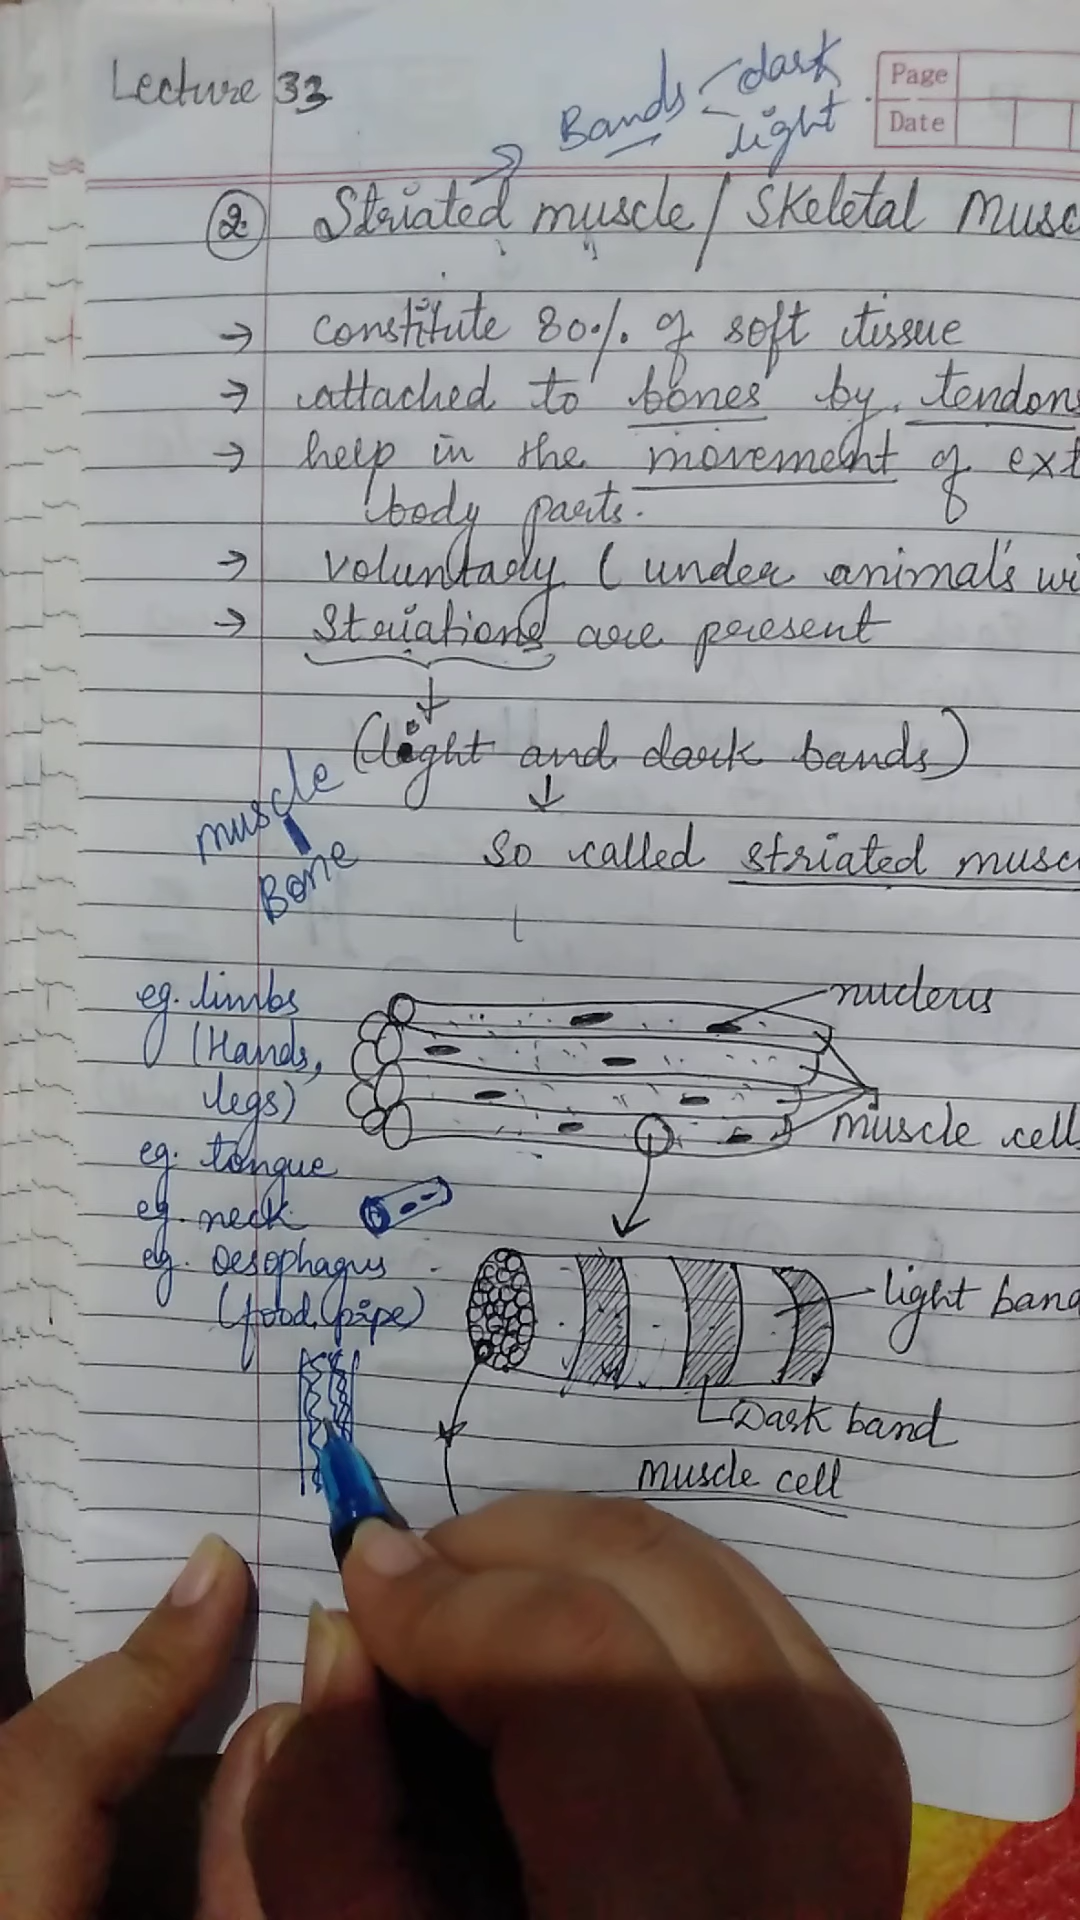 Lecture 33
Bands dark
light
Page
Date
② Striated muscle / Skeletal Musc
→ constitute 80% of soft tissue
→ attached to bones by tendons
→ help in the movement of ext
body parts.
→ voluntary (under animal's wi
→ Striations are present
(light and dark bands)
so called striated musc
muscle
Bone
eg. limbs
(Hands,
legs)
eg. tongue
eg. neck
eg. Oesophagus
(food pipe)
nucleus
muscle cell
light band
Dark band
muscle cell